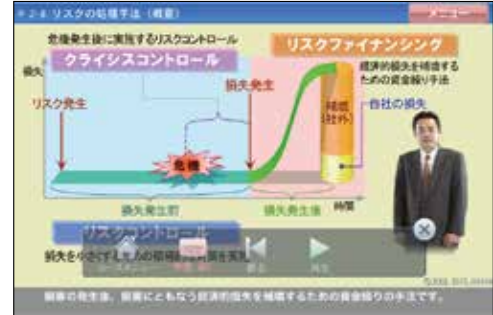 2-8 リスクの処理手法（概要）
メニュー
危機発生後に実施するリスクコントロール
リスクファイナンシング
クライシスコントロール
経済的損失を補填する
ための資金繰り手法
損失
損失発生
リスク発生
補填
(社外)
自社の損失
危機
損失発生前
損失発生後
時間
リスクコントロール
損失を小さくするための
損害の発生後、損害にともなう経済的損失を補填するための資金繰りの手法です。